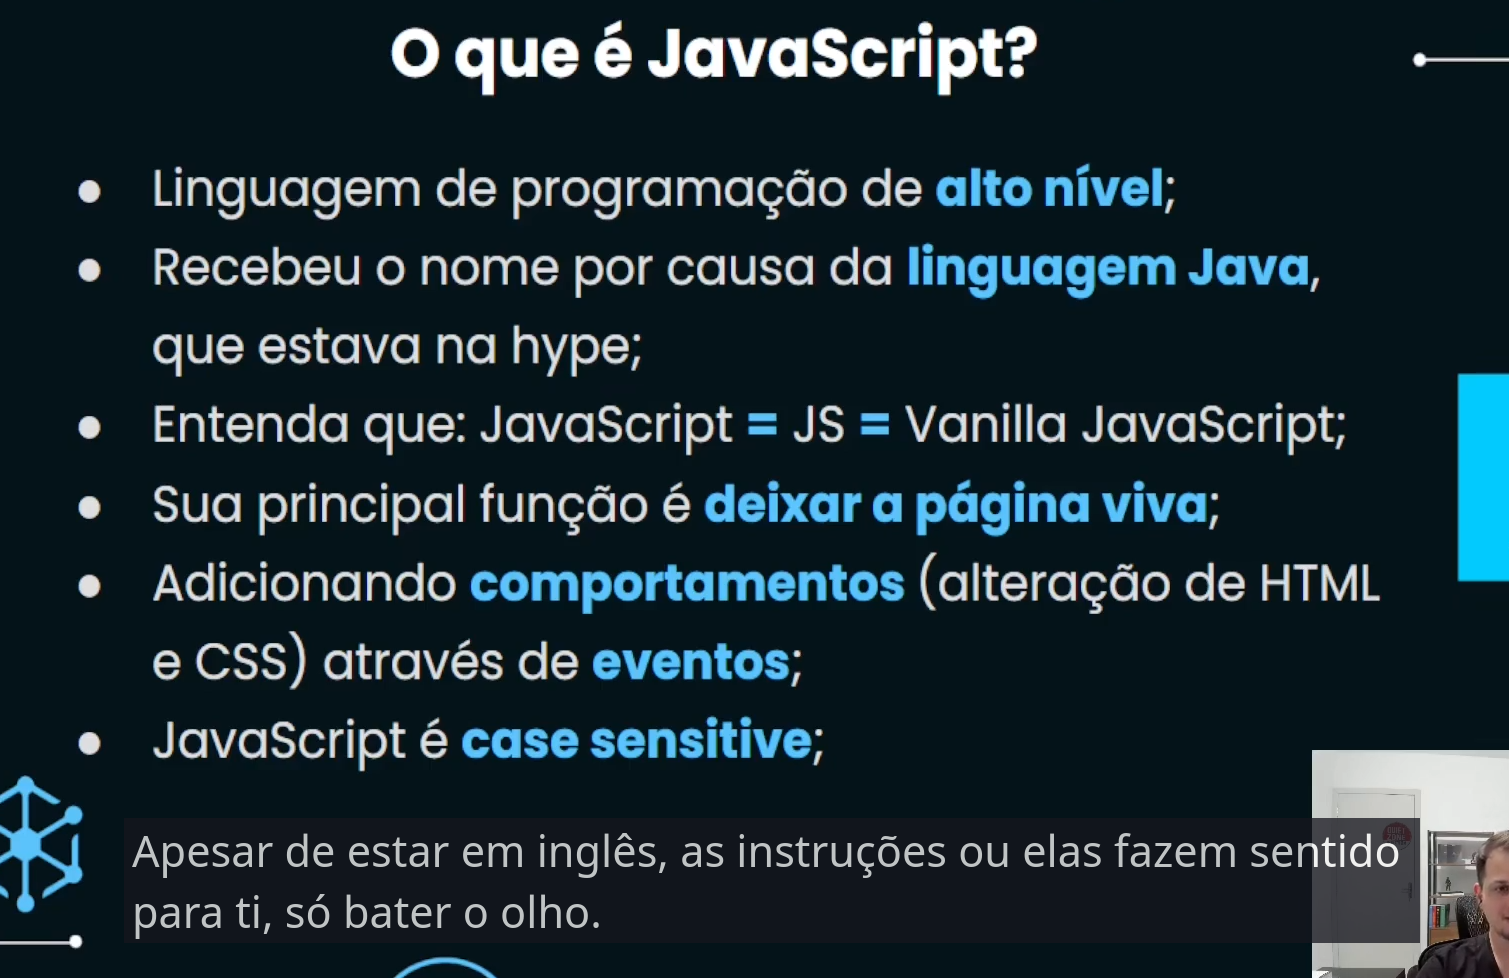 O que é JavaScript?
● Linguagem de programação de alto nível;
● Recebeu o nome por causa da linguagem Java,
que estava na hype;
● Entenda que: JavaScript = JS = Vanilla JavaScript;
● Sua principal função é deixar a página viva;
● Adicionando comportamentos (alteração de HTML
e CSS) através de eventos;
● JavaScript é case sensitive;
Apesar de estar em inglês, as instruções ou elas fazem sentido
para ti, só bater o olho.